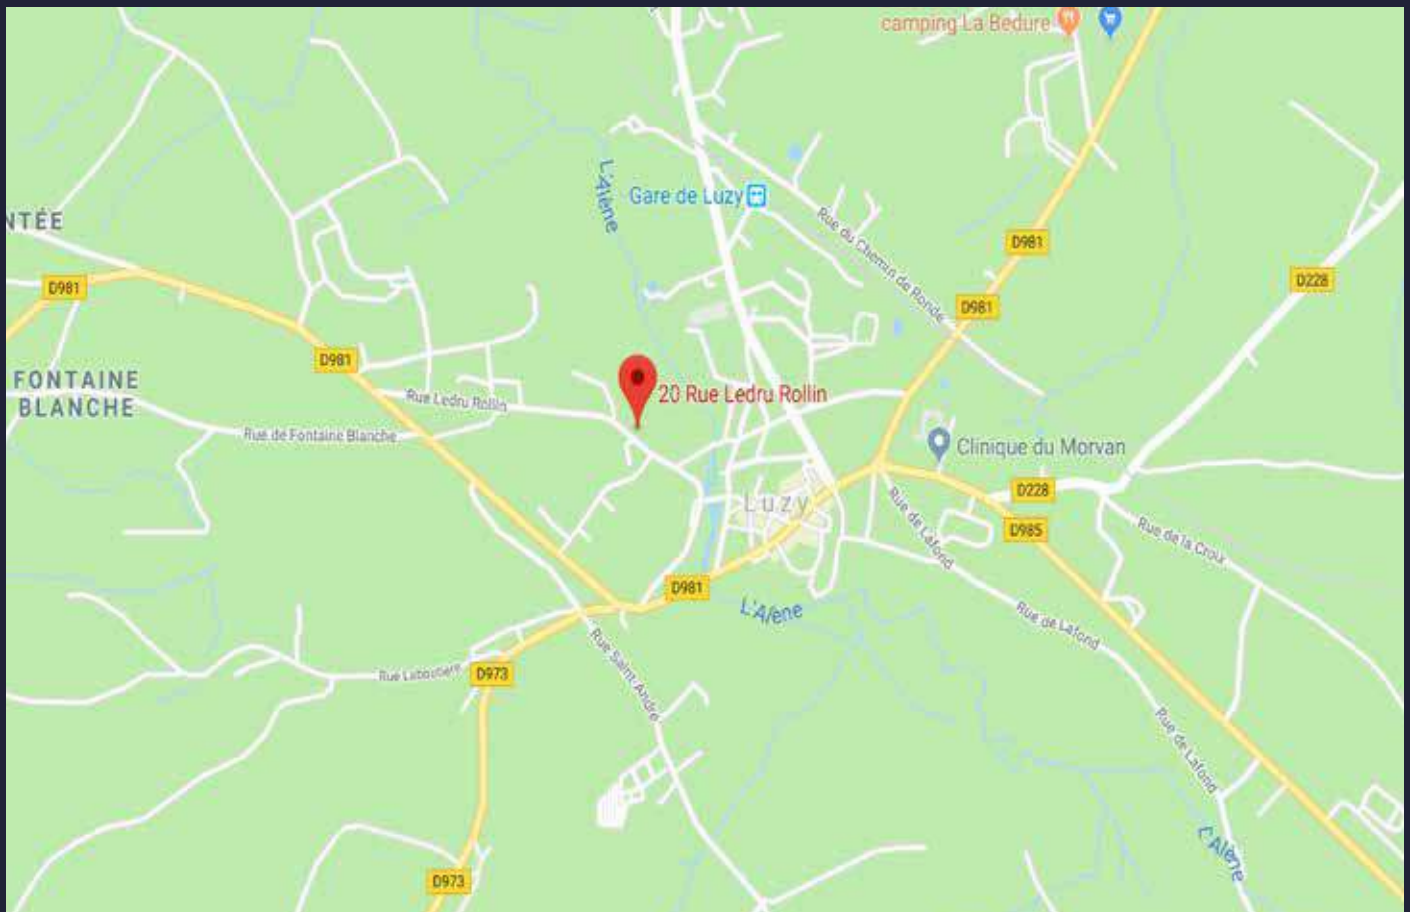 camping La Bedure
L'Alène
Gare de Luzy
NTÉE
Rue du Chemin de Ronde
D981
D228
D981
D981
D981
FONTAINE
BLANCHE
20 Rue Ledru Rollin
Rue Ledru Rollin
Rue de Fontaine Blanche
Clinique du Morvan
D228
Luzy
Rue de Lafond
D985
Rue de la Croix
D981
L'Alène
Rue de Lafond
Rue Saint-André
D973
Rue de Lafond
L'Alène
D973